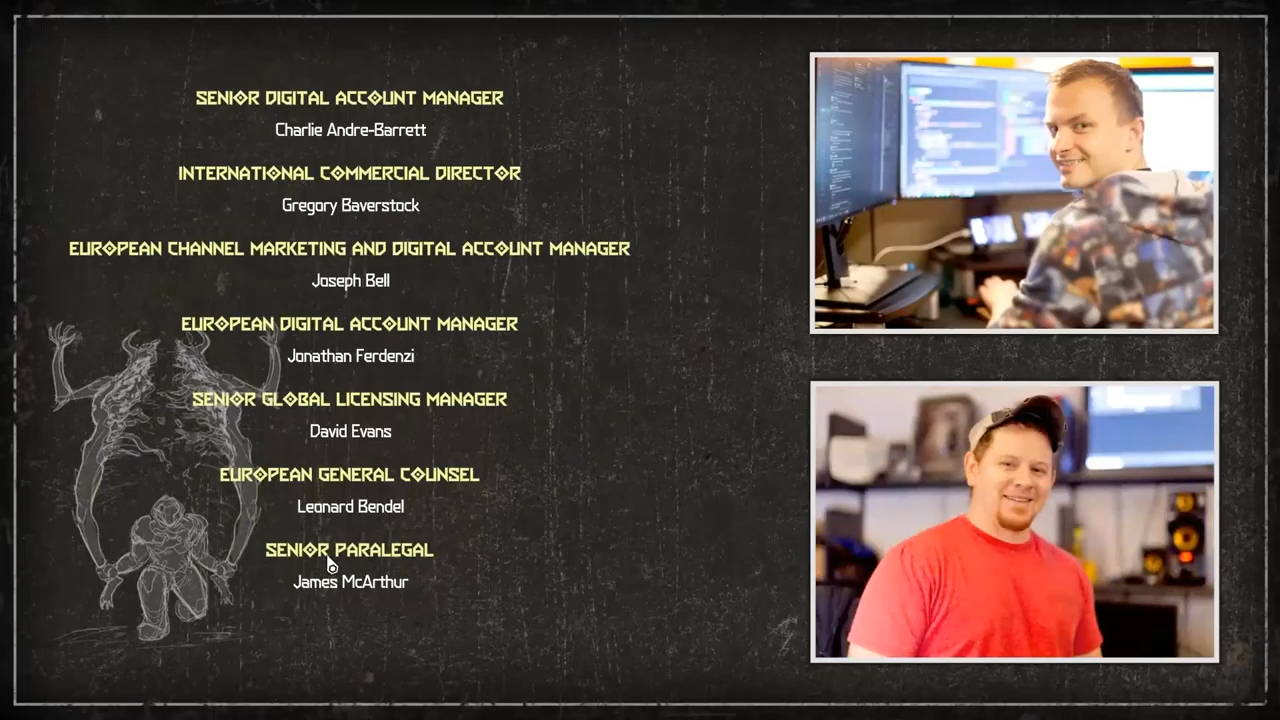 SENIOR DIGITAL ACCOUNT MANAGER
Charlie Andre-Barrett
INTERNATIONAL COMMERCIAL DIRECTOR
Gregory Baverstock
EUROPEAN CHANNEL MARKETING AND DIGITAL ACCOUNT MANAGER
Joseph Bell
EUROPEAN DIGITAL ACCOUNT MANAGER
Jonathan Ferdenzi
SENIOR GLOBAL LICENSING MANAGER
David Evans
EUROPEAN GENERAL COUNSEL
Leonard Bendel
SENIOR PARALEGAL
James McArthur